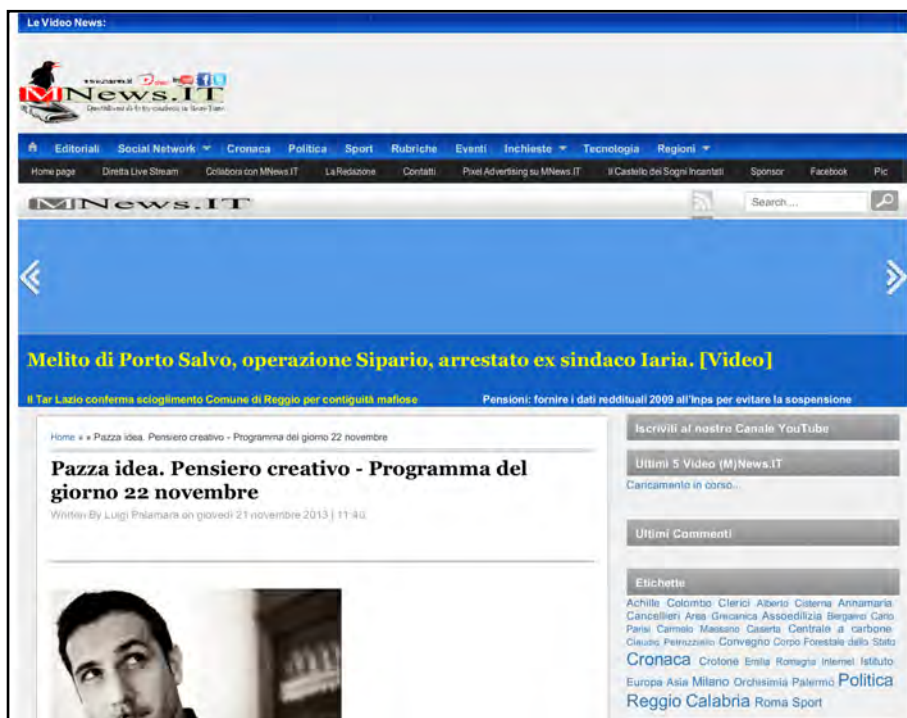 Le Video News:
MNews.IT
Quotidiano di Informazione in Real-Time
Editoriali Social Network Cronaca Politica Sport Rubriche Eventi Inchieste Tecnologia Regioni
Home page Diretta Live Stream Collabora con MNews.IT La Redazione Contatti Pixel Advertising su MNews.IT Il Castello dei Sogni Incantati Sponsor Facebook Pic
MNews.IT Search....
Melito di Porto Salvo, operazione Sipario, arrestato ex sindaco Iaria. [Video]
Il Tar Lazio conferma scioglimento Comune di Reggio per contiguità mafiose Pensioni: fornire i dati reddituali 2009 all'Inps per evitare la sospensione
Home » » Pazza idea. Pensiero creativo - Programma del giorno 22 novembre
Pazza idea. Pensiero creativo - Programma del
giorno 22 novembre
Written By Luigi Palamara on giovedì 21 novembre 2013 | 11:40
Iscriviti al nostro Canale YouTube
Ultimi 5 Video (M)News.IT
Caricamento in corso...
Ultimi Commenti
Etichette
Achille Colombo Clerici Alberto Cisterna Annamaria
Cancellieri Area Grecanica Assoedilizia Bergamo Carlo
Parisi Carmelo Caserta Centrale a carbone
Claudio Convegno Corpo Forestale dello Stato
Cronaca Crotone Emilia Romagna Internet Istituto
Europa Asia Milano Orchisimia Palermo Politica
Reggio Calabria Roma Sport